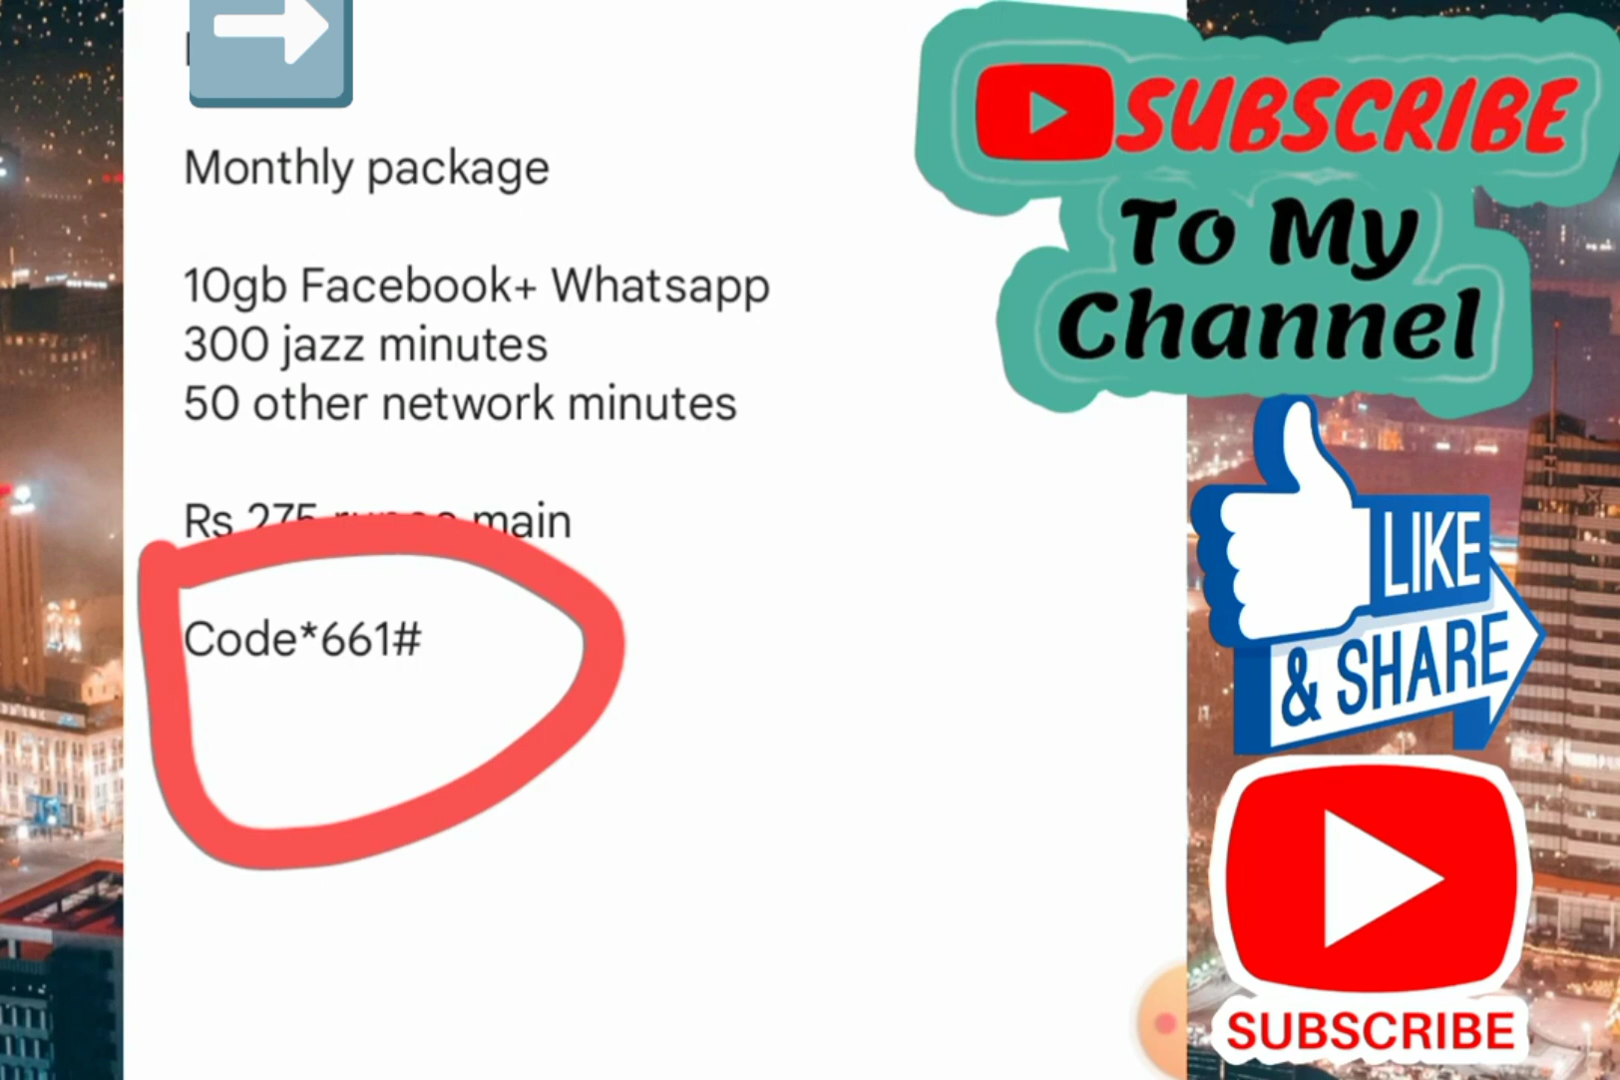 Monthly package
10gb Facebook+ Whatsapp
300 jazz minutes
50 other network minutes
Rs 275 main
Code*661#
SUBSCRIBE
To My
Channel
LIKE
& SHARE
SUBSCRIBE